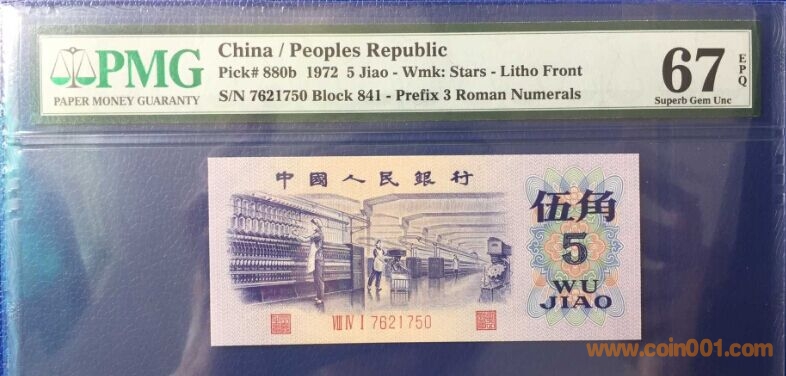 PMG
PAPER MONEY GUARANTY
China / Peoples Republic
Pick# 880b 1972 5 Jiao - Wmk: Stars - Litho Front
S/N 7621750 Block 841 - Prefix 3 Roman Numerals
67 EPQ
Superb Gem Unc
中國人民銀行
伍角
5
WU
JIAO
VIII IV I 7621750
www.coin001.com